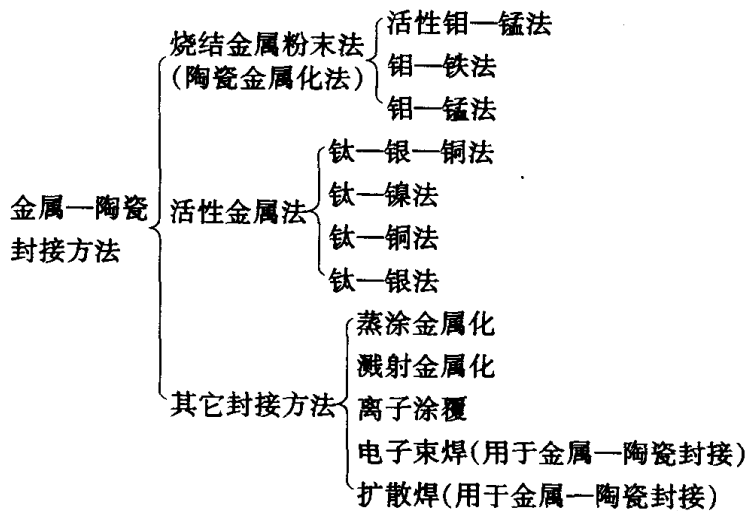 烧结金属粉末法
(陶瓷金属化法)
活性钼—锰法
钼—铁法
钼—锰法
金属—陶瓷
封接方法
活性金属法
钛—银—铜法
钛—镍法
钛—铜法
钛—银法
其它封接方法
蒸涂金属化
溅射金属化
离子涂覆
电子束焊(用于金属—陶瓷封接)
扩散焊(用于金属—陶瓷封接)